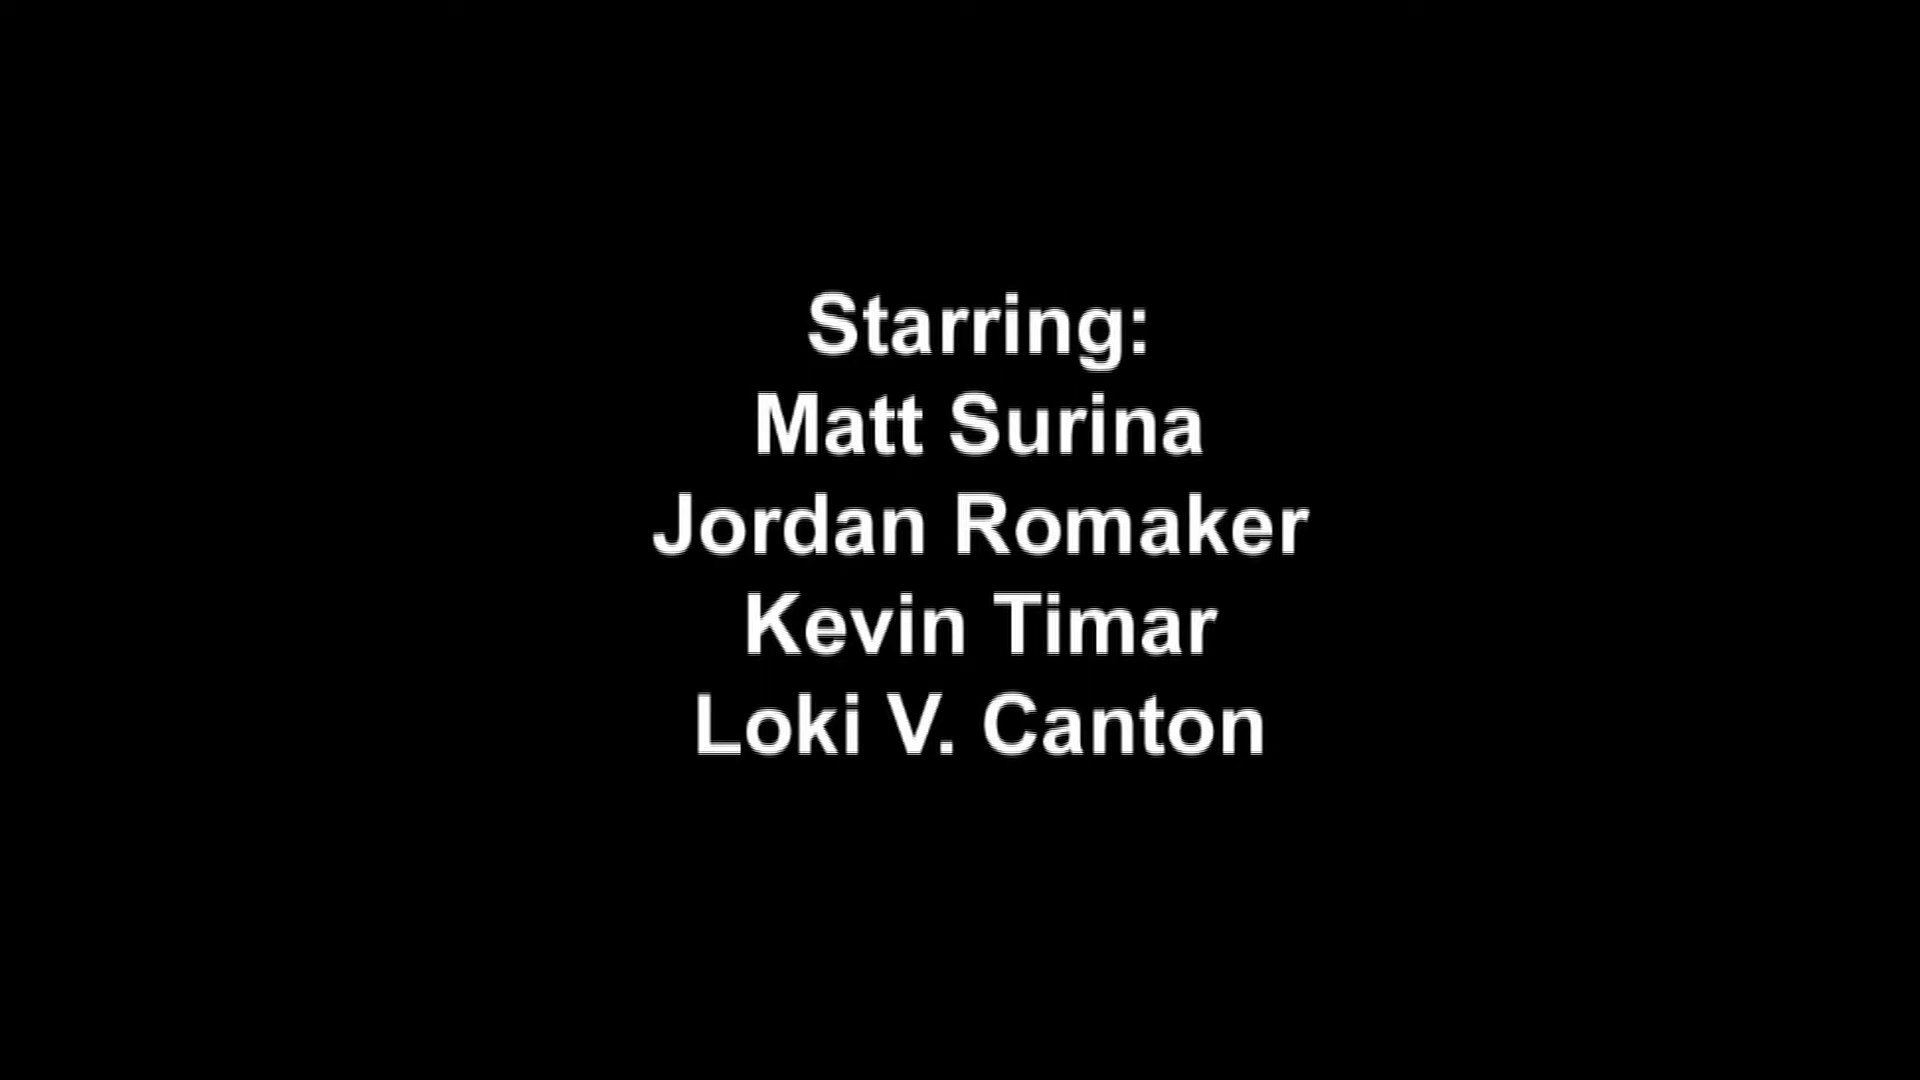 Starring:
Matt Surina
Jordan Romaker
Kevin Timar
Loki V. Canton